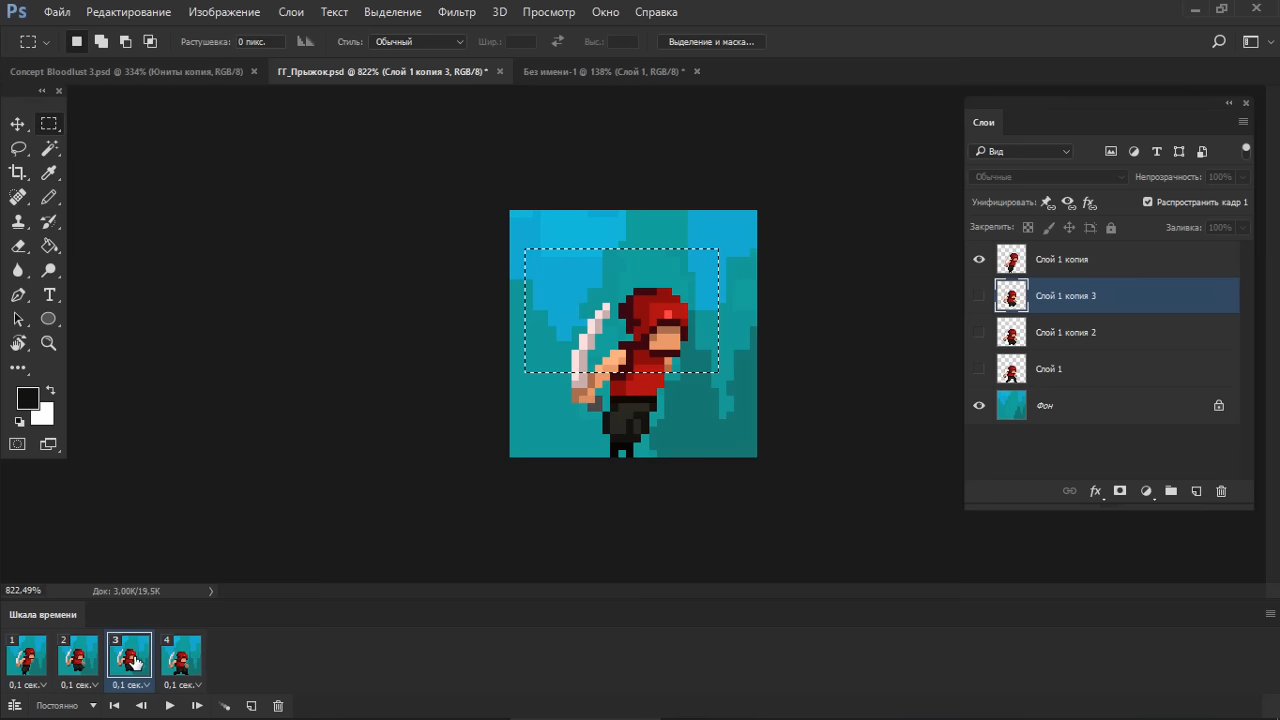 Ps Файл Редактирование Изображение Слои Текст Выделение Фильтр 3D Просмотр Окно Справка
Растушевка: 0 пикс. Стиль: Обычный Шир.: Выс.: Выделение и маска...
Concept Bloodlust 3.psd @ 334% (Юниты копия, RGB/8) × ГГ_Прыжок.psd @ 822% (Слой 1 копия 3, RGB/8) * × Без имени-1 @ 138% (Слой 1, RGB/8) * ×
Слои
Вид
Обычные Непрозрачность: 100%
Унифицировать: Распространить кадр 1
Закрепить: Заливка: 100%
Слой 1 копия
Слой 1 копия 3
Слой 1 копия 2
Слой 1
Фон
822,49% Док: 3,00K/19,5K
Шкала времени
1 2 3 4
0,1 сек. 0,1 сек. 0,1 сек. 0,1 сек.
Постоянно